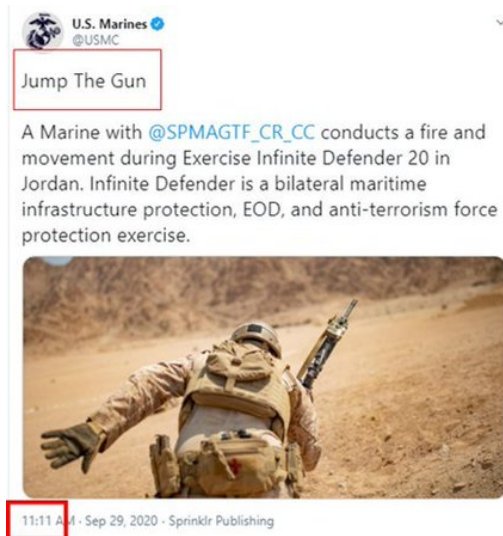 U.S. Marines
@USMC
Jump The Gun
A Marine with @SPMAGTF_CR_CC conducts a fire and
movement during Exercise Infinite Defender 20 in
Jordan. Infinite Defender is a bilateral maritime
infrastructure protection, EOD, and anti-terrorism force
protection exercise.
11:11 AM · Sep 29, 2020 · Sprinklr Publishing